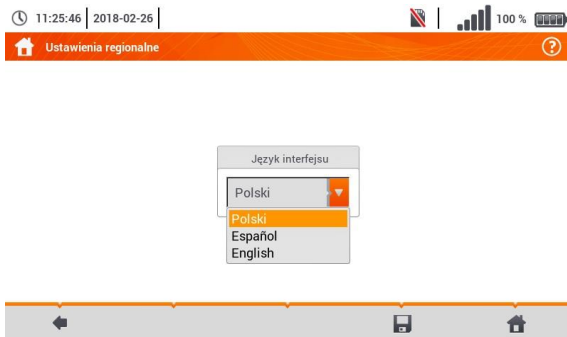 11:25:46 2018-02-26 100 %
Ustawienia regionalne ?
Język interfejsu
Polski
Polski
Español
English